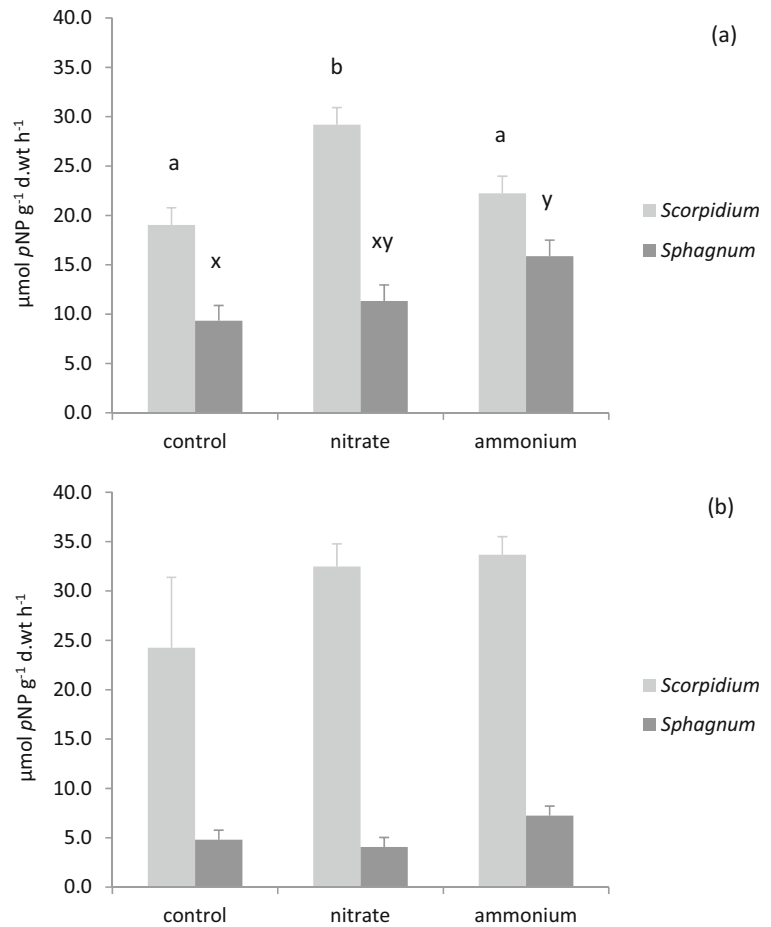 (a)
40.0
35.0
30.0
25.0
20.0
15.0
10.0
5.0
0.0
µmol pNP g⁻¹ d.wt h⁻¹
a
x
b
xy
a
y
control nitrate ammonium
Scorpidium
Sphagnum
(b)
40.0
35.0
30.0
25.0
20.0
15.0
10.0
5.0
0.0
µmol pNP g⁻¹ d.wt h⁻¹
control nitrate ammonium
Scorpidium
Sphagnum